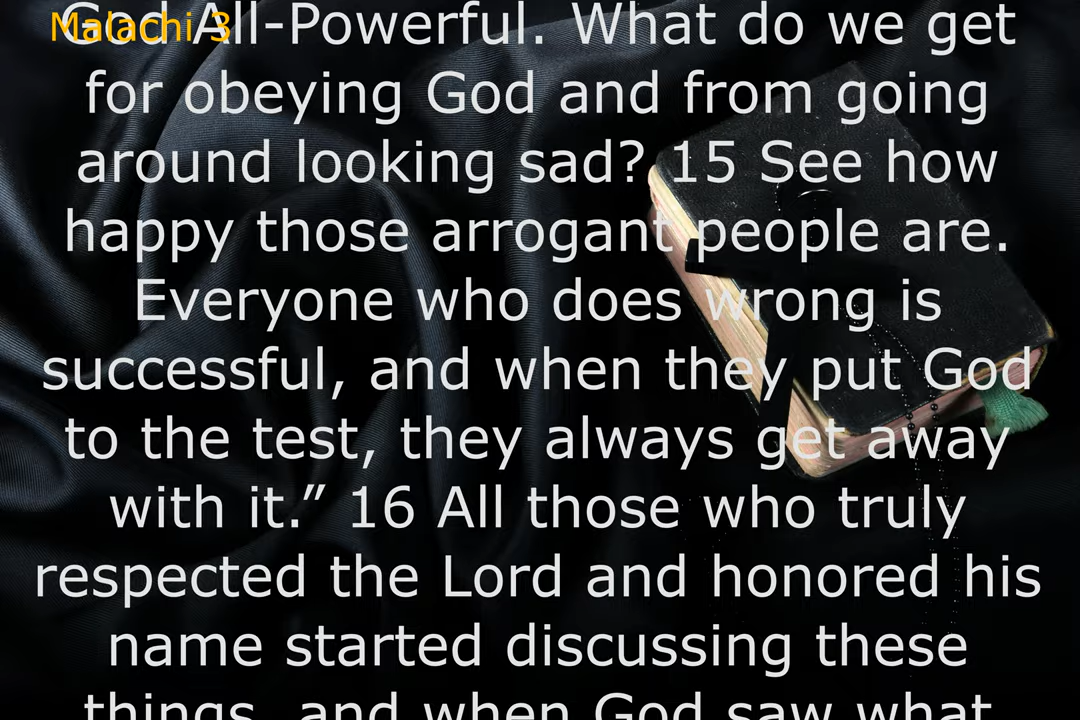 Malachi 3
God All-Powerful. What do we get
for obeying God and from going
around looking sad? 15 See how
happy those arrogant people are.
Everyone who does wrong is
successful, and when they put God
to the test, they always get away
with it.” 16 All those who truly
respected the Lord and honored his
name started discussing these
things, and when God saw what